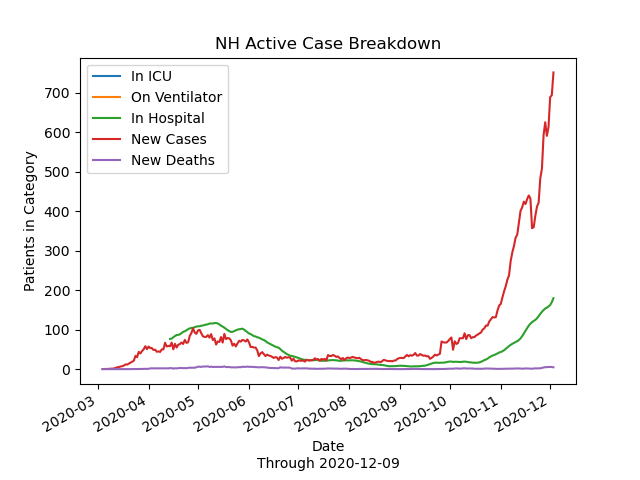 NH Active Case Breakdown
In ICU
On Ventilator
In Hospital
New Cases
New Deaths
Patients in Category
700
600
500
400
300
200
100
0
2020-03
2020-04
2020-05
2020-06
2020-07
2020-08
2020-09
2020-10
2020-11
2020-12
Date
Through 2020-12-09